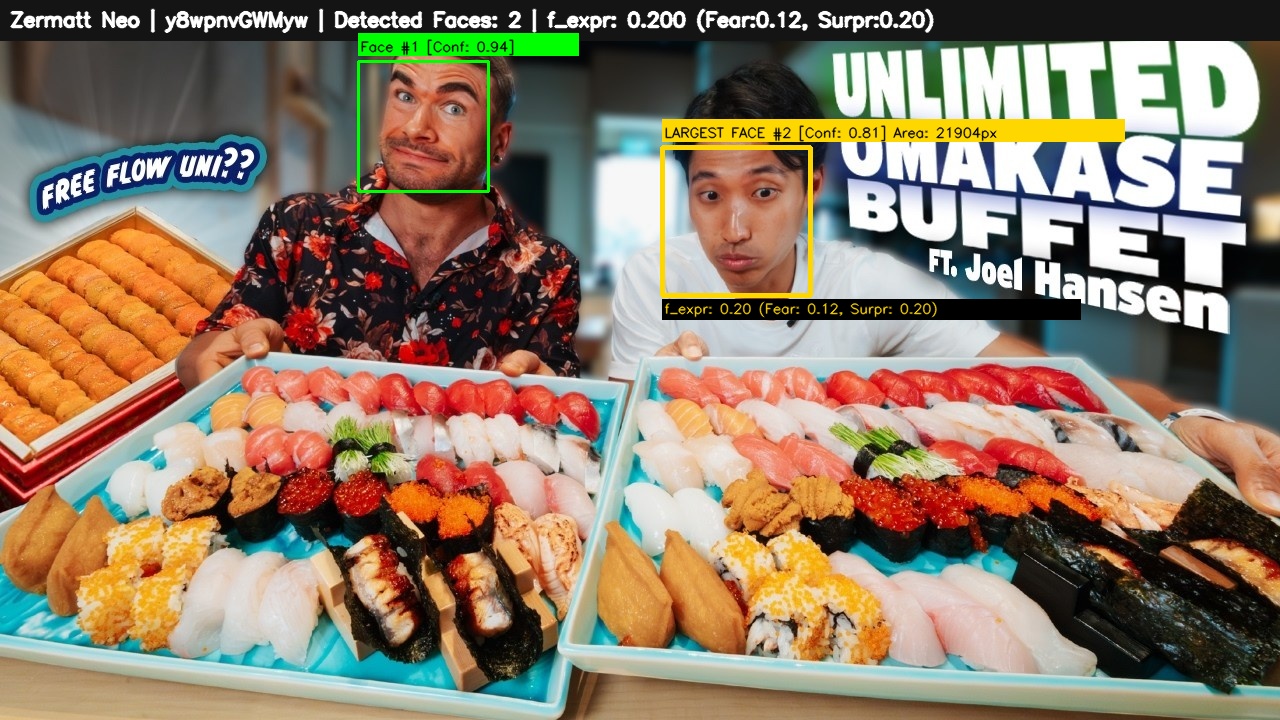 Zermatt Neo | y8wpnvGWMyw | Detected Faces: 2 | f_expr: 0.200 (Fear:0.12, Surpr:0.20)
Face #1 [Conf: 0.94]
UNLIMITED
OMAKASE
BUFFET
FT. Joel Hansen
LARGEST FACE #2 [Conf: 0.81] Area: 21904px
FREE FLOW UNI??
f_expr: 0.20 (Fear: 0.12, Surpr: 0.20)